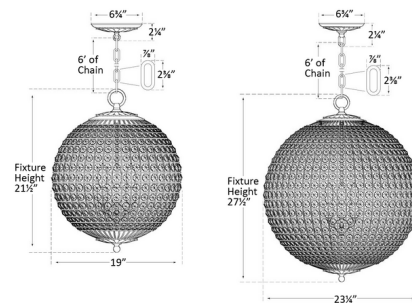 6¾"
2¼"
6' of
Chain
⅞"
2⅜"
Fixture
Height
21½"
19"
6¾"
2¼"
6' of
Chain
⅞"
2⅜"
Fixture
Height
27½"
23¼"